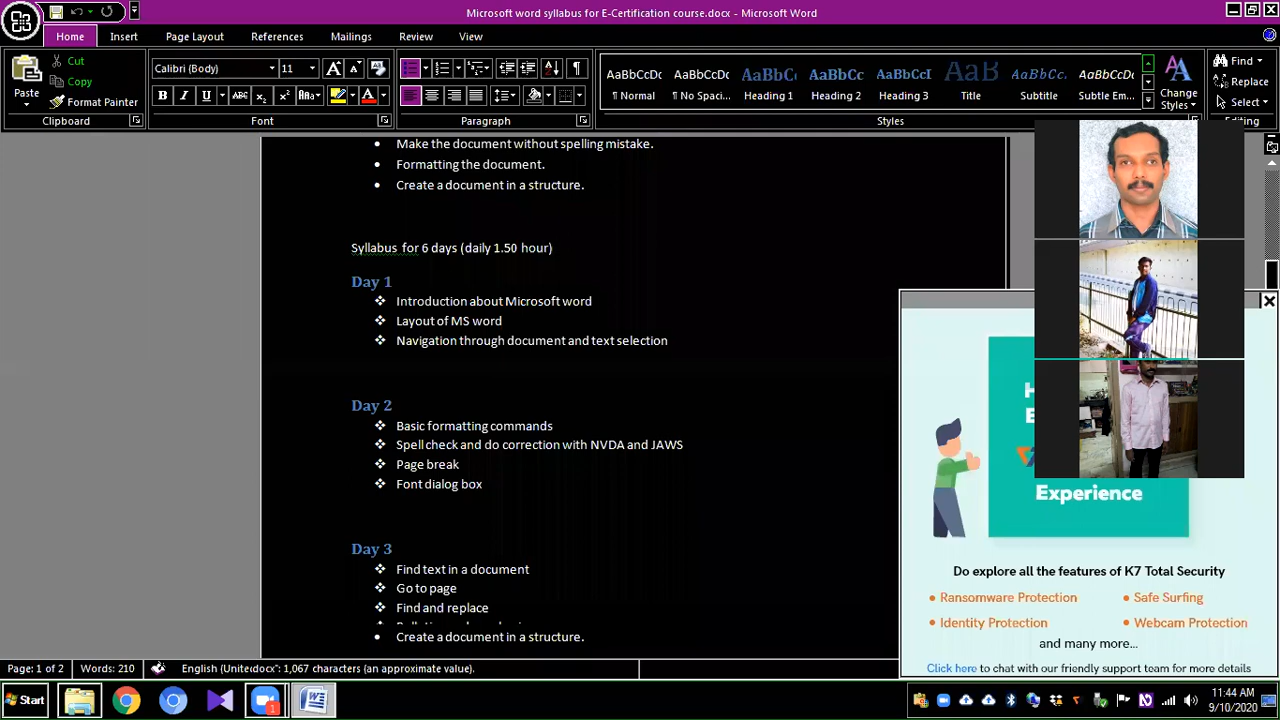 Microsoft word syllabus for E-Certification course.docx - Microsoft Word
Home Insert Page Layout References Mailings Review View
Paste
Cut
Copy
Format Painter
Clipboard
Calibri (Body) 11
B I U ABC X₂ X² Aa
Font
Paragraph
AaBbCcDc AaBbCcDc AaBbC AaBbCc AaBbCcI AaB AaBbCcI AaBbCcDc
¶ Normal ¶ No Spaci... Heading 1 Heading 2 Heading 3 Title Subtitle Subtle Em...
Change Styles
Styles
Find
Replace
Select
Editing
• Make the document without spelling mistake.
• Formatting the document.
• Create a document in a structure.
Syllabus for 6 days (daily 1.50 hour)
Day 1
❖ Introduction about Microsoft word
❖ Layout of MS word
❖ Navigation through document and text selection
Day 2
❖ Basic formatting commands
❖ Spell check and do correction with NVDA and JAWS
❖ Page break
❖ Font dialog box
Day 3
❖ Find text in a document
❖ Go to page
❖ Find and replace
• Create a document in a structure.
Experience
Do explore all the features of K7 Total Security
• Ransomware Protection • Safe Surfing
• Identity Protection • Webcam Protection
and many more...
Click here to chat with our friendly support team for more details
Page: 1 of 2 Words: 210 English (Uniterdocx": 1,067 characters (an approximate value).
Start
1
11:44 AM
9/10/2020